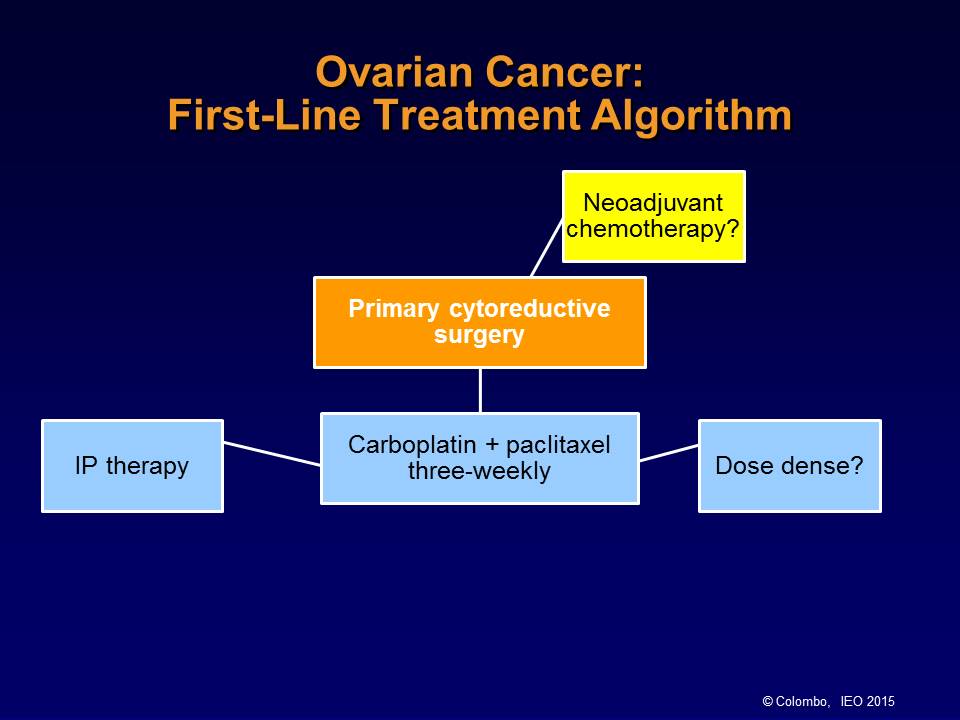 Ovarian Cancer:
First-Line Treatment Algorithm
Neoadjuvant
chemotherapy?
Primary cytoreductive
surgery
IP therapy
Carboplatin + paclitaxel
three-weekly
Dose dense?
© Colombo, IEO 2015